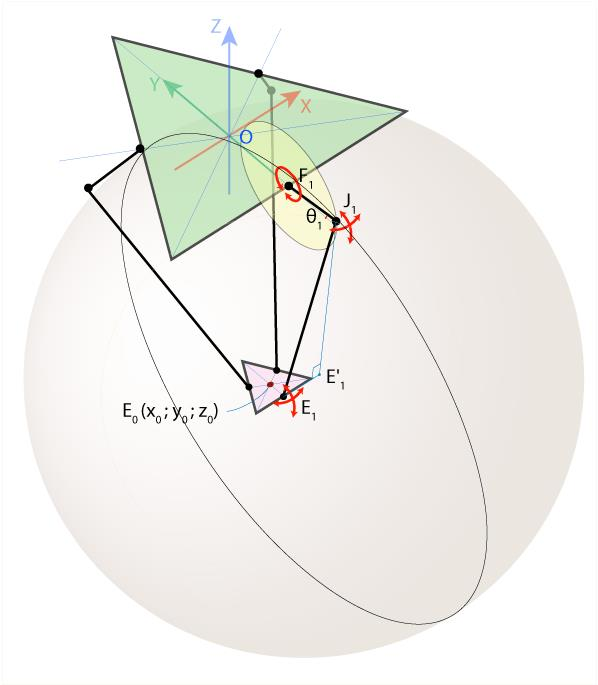 Z
Y
X
O
F₁
J₁
θ₁
E'₁
E₀(x₀; y₀; z₀)
E₁